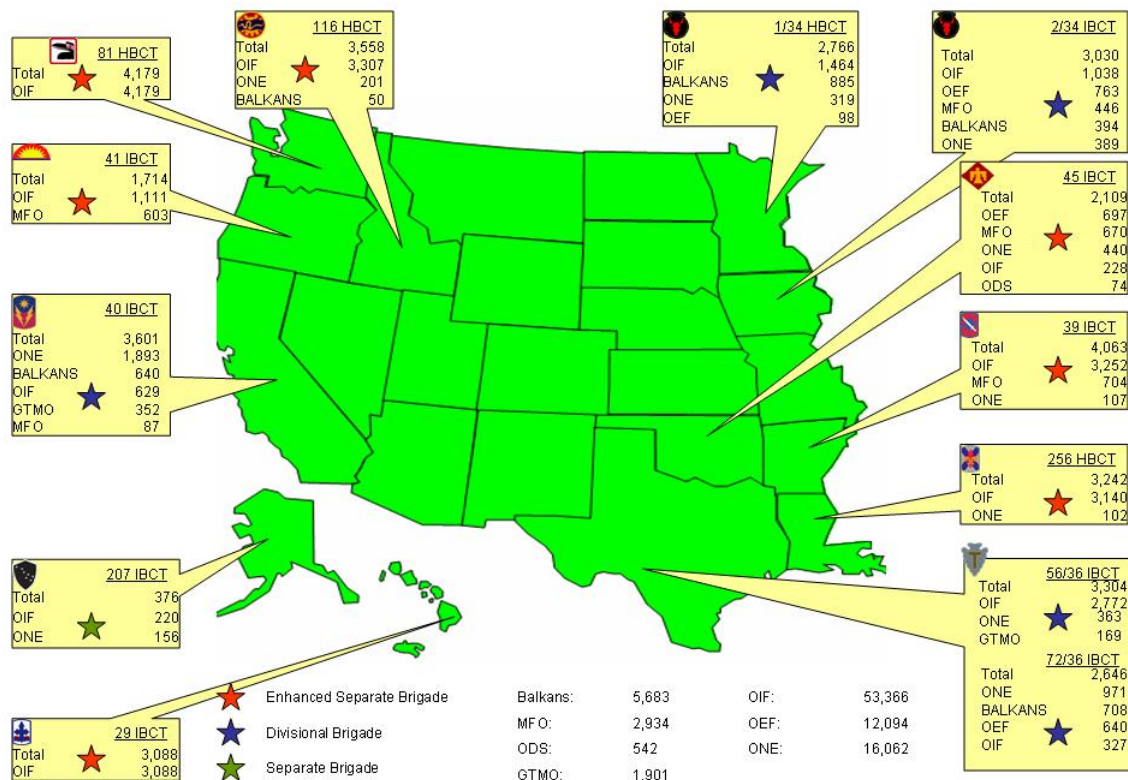 81 HBCT
Total 4,179
OIF 4,179
116 HBCT
Total 3,558
OIF 3,307
ONE 201
BALKANS 50
1/34 HBCT
Total 2,766
OIF 1,464
BALKANS 885
ONE 319
OEF 98
2/34 IBCT
Total 3,030
OIF 1,038
OEF 763
MFO 446
BALKANS 394
ONE 389
41 IBCT
Total 1,714
OIF 1,111
MFO 603
45 IBCT
Total 2,109
OEF 697
MFO 670
ONE 440
OIF 228
ODS 74
40 IBCT
Total 3,601
ONE 1,893
BALKANS 640
OIF 629
GTMO 352
MFO 87
39 IBCT
Total 4,063
OIF 3,252
MFO 704
ONE 107
256 HBCT
Total 3,242
OIF 3,140
ONE 102
207 IBCT
Total 376
OIF 220
ONE 156
56/36 IBCT
Total 3,304
OIF 2,772
ONE 363
GTMO 169
72/36 IBCT
Total 2,646
ONE 971
BALKANS 708
OEF 640
OIF 327
29 IBCT
Total 3,088
OIF 3,088
Enhanced Separate Brigade
Divisional Brigade
Separate Brigade
Balkans: 5,683 OIF: 53,366
MFO: 2,934 OEF: 12,094
ODS: 542 ONE: 16,062
GTMO: 1,901